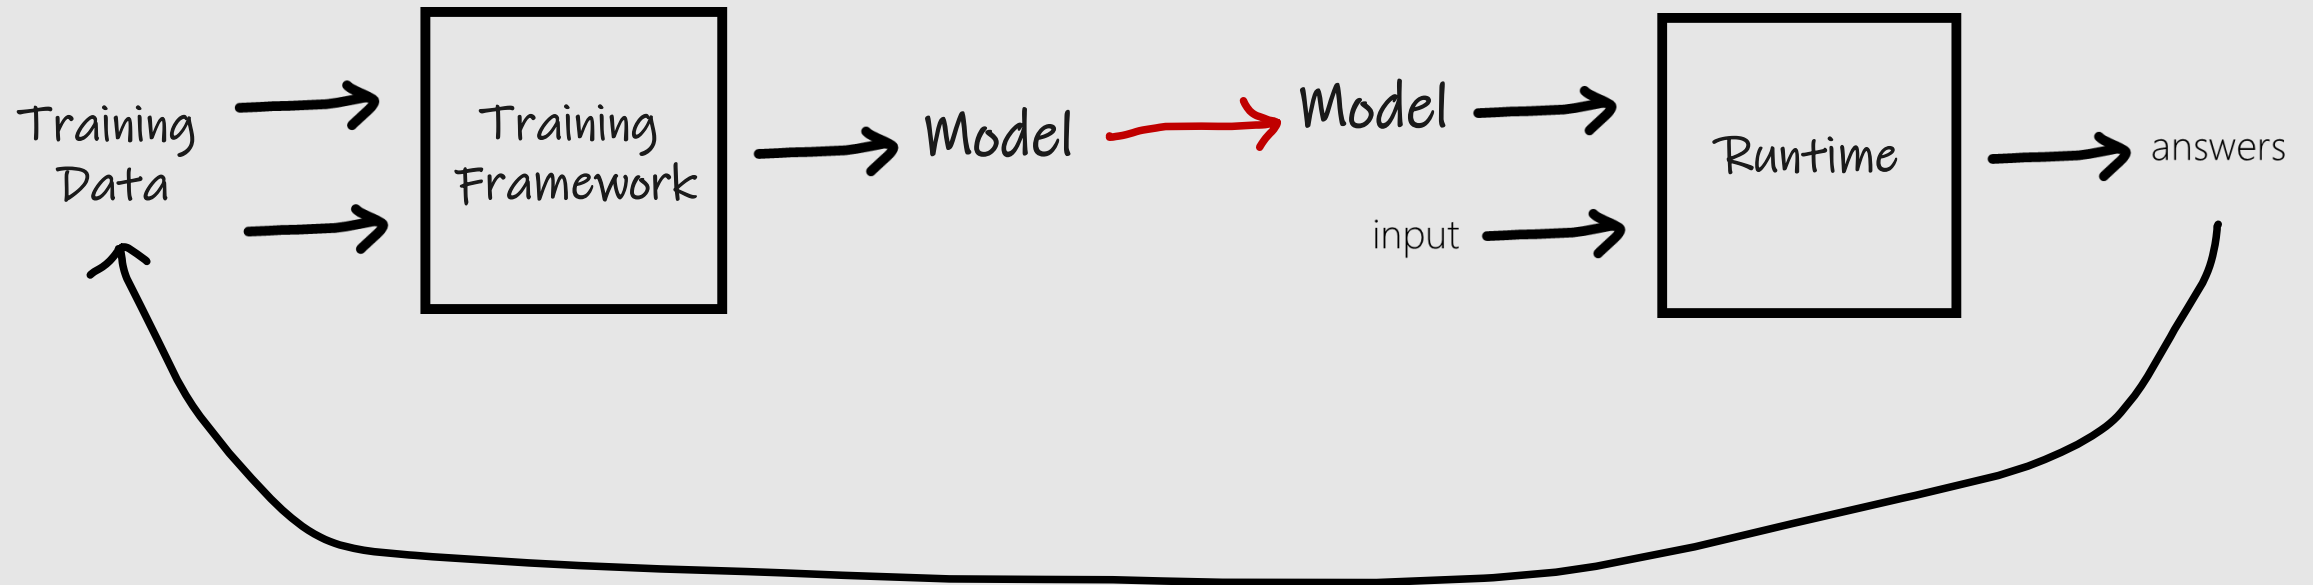 Training
Data
Training
Framework
Model
Model
input
Runtime
answers